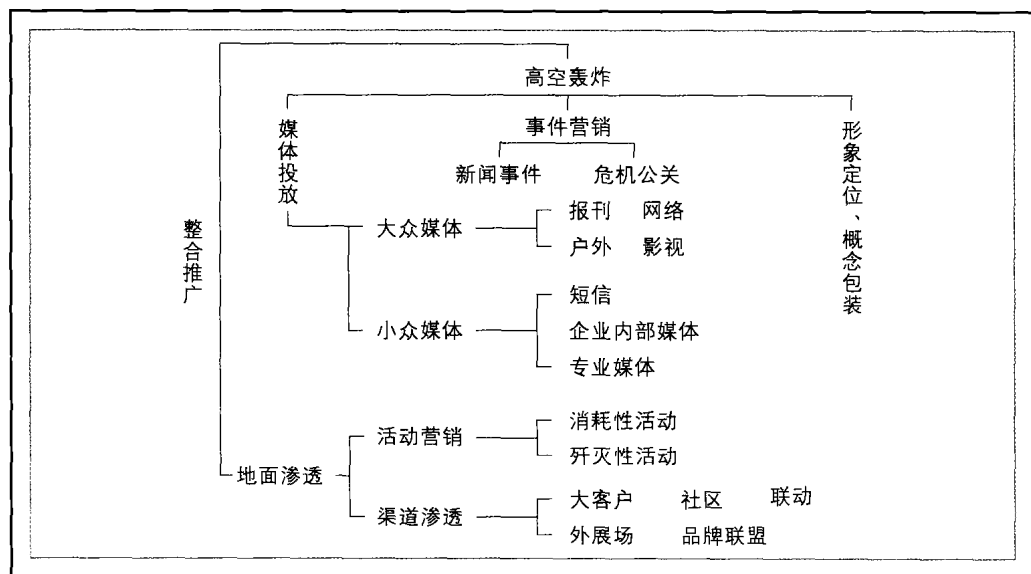 高空轰炸
媒体投放
事件营销
新闻事件 危机公关
形象定位、概念包装
整合推广
大众媒体
报刊 网络
户外 影视
小众媒体
短信
企业内部媒体
专业媒体
地面渗透
活动营销
消耗性活动
歼灭性活动
渠道渗透
大客户 社区 联动
外展场 品牌联盟